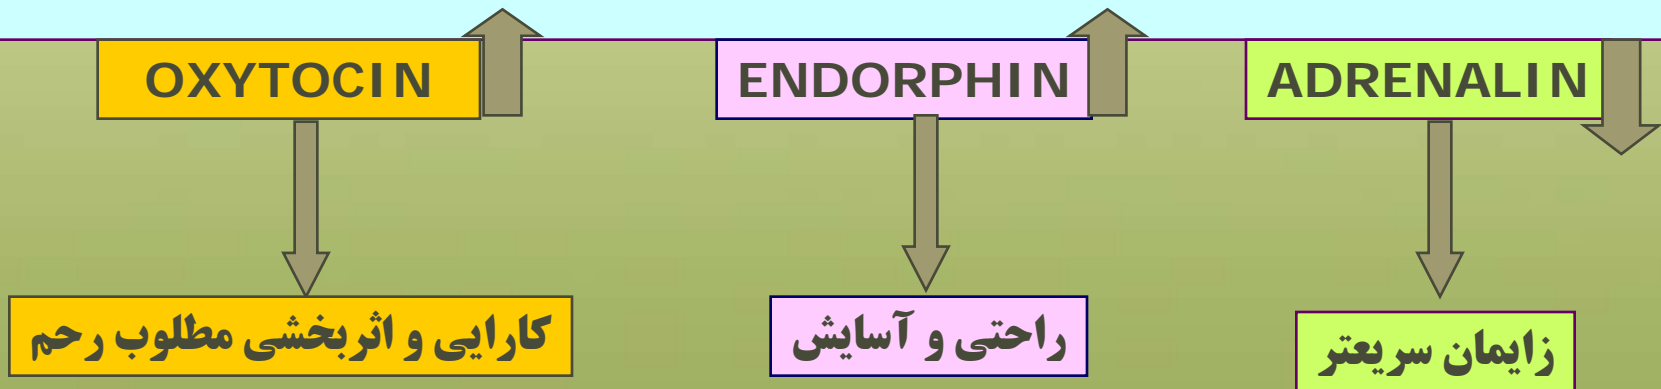 OXYTOCIN
ENDORPHIN
ADRENALIN
کارایی و اثربخشی مطلوب رحم
راحتی و آسایش
زایمان سریعتر